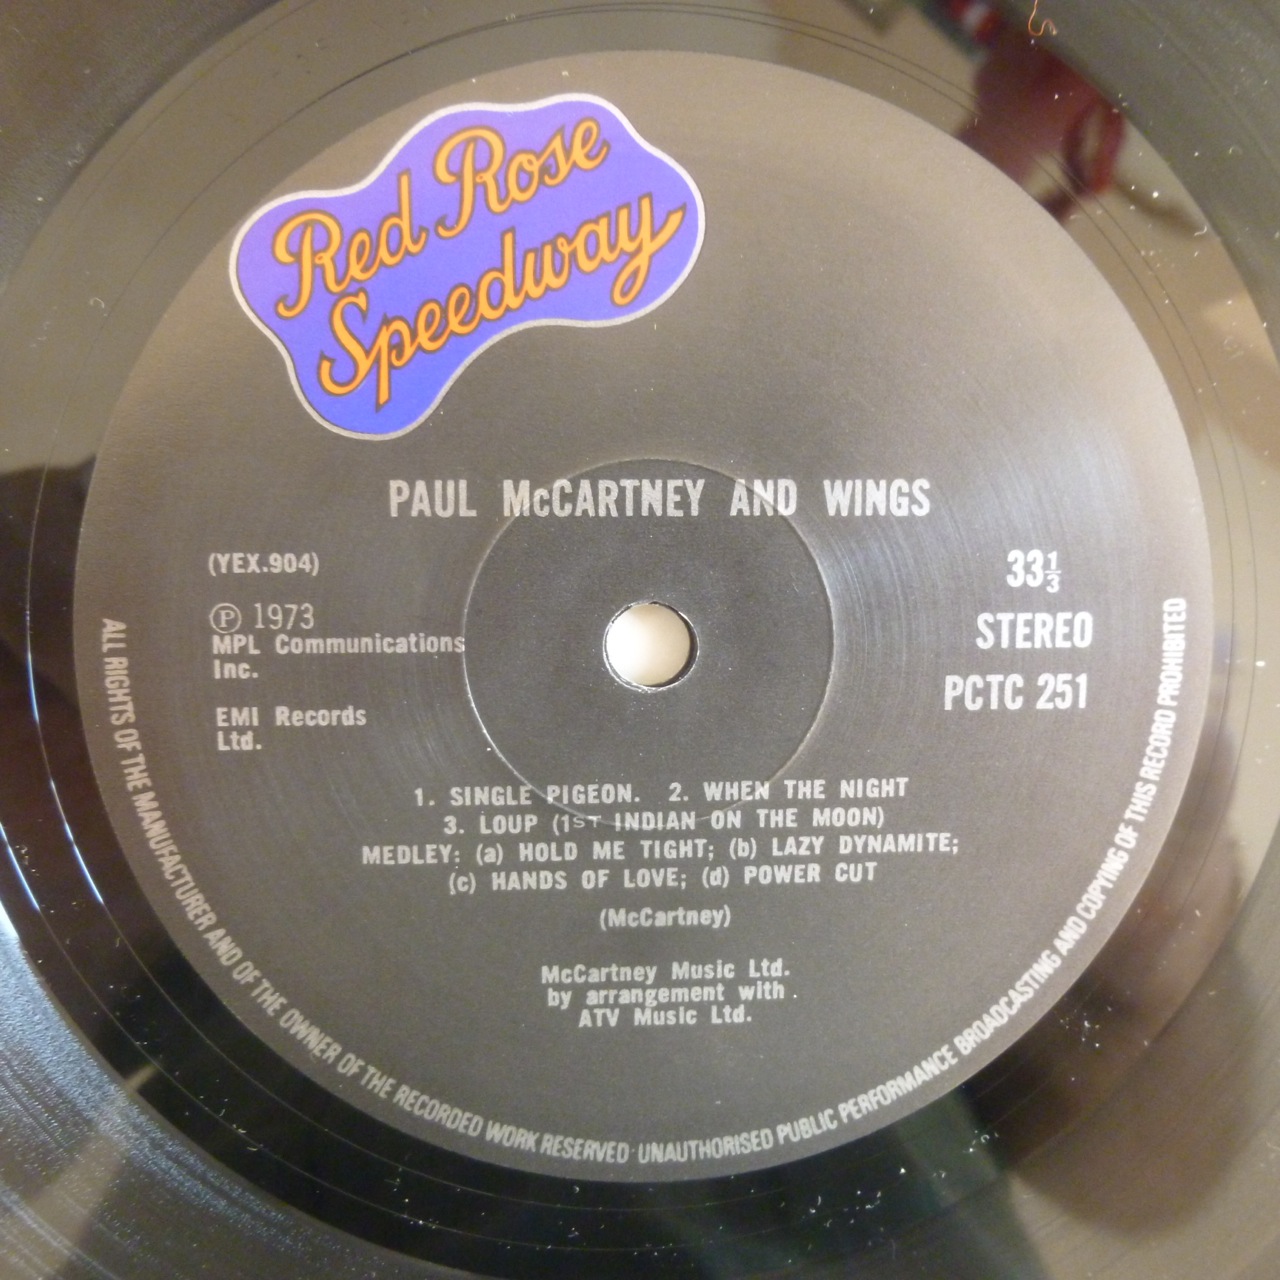 Red Rose
Speedway
PAUL McCARTNEY AND WINGS
(YEX.904)
Ⓟ 1973
MPL Communications
Inc.
EMI Records
Ltd.
33⅓
STEREO
PCTC 251
1. SINGLE PIGEON. 2. WHEN THE NIGHT
3. LOUP (1ST INDIAN ON THE MOON)
MEDLEY: (a) HOLD ME TIGHT; (b) LAZY DYNAMITE;
(c) HANDS OF LOVE; (d) POWER CUT
(McCartney)
McCartney Music Ltd.
by arrangement with
ATV Music Ltd.
ALL RIGHTS OF THE MANUFACTURER AND OF THE OWNER OF THE RECORDED WORK RESERVED · UNAUTHORISED PUBLIC PERFORMANCE BROADCASTING AND COPYING OF THIS RECORD PROHIBITED